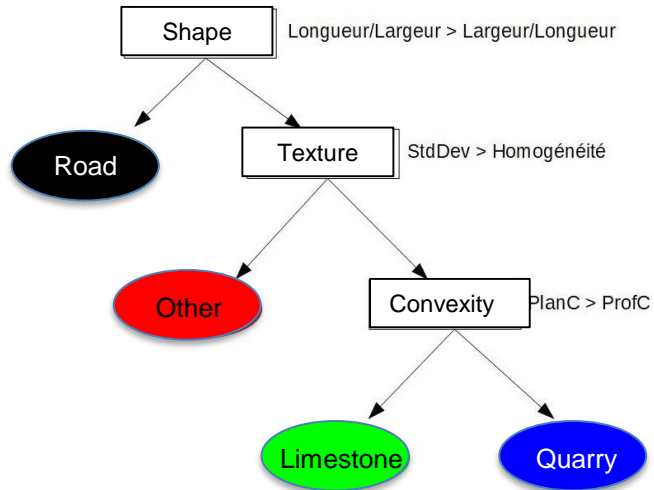 Shape
Longueur/Largeur > Largeur/Longueur
Road
Texture
StdDev > Homogénéité
Other
Convexity
PlanC > ProfC
Limestone
Quarry